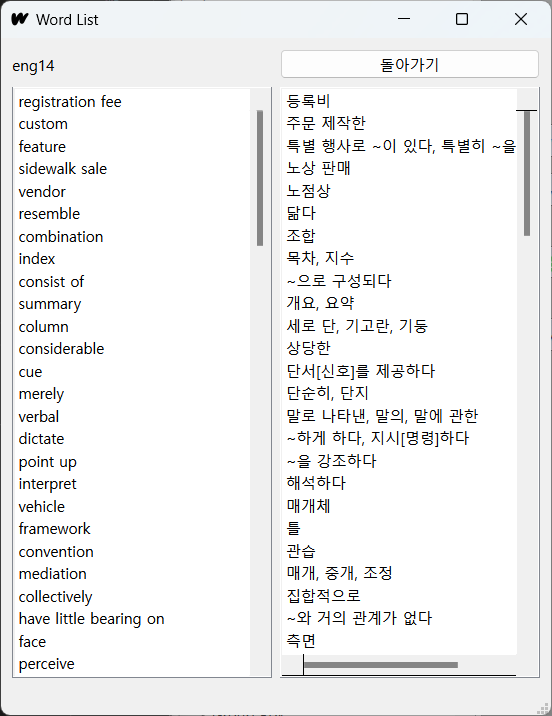 Word List
eng14
돌아가기
registration fee
custom
feature
sidewalk sale
vendor
resemble
combination
index
consist of
summary
column
considerable
cue
merely
verbal
dictate
point up
interpret
vehicle
framework
convention
mediation
collectively
have little bearing on
face
perceive
등록비
주문 제작한
특별 행사로 ~이 있다, 특별히 ~을
노상 판매
노점상
닮다
조합
목차, 지수
~으로 구성되다
개요, 요약
세로 단, 기고란, 기둥
상당한
단서[신호]를 제공하다
단순히, 단지
말로 나타낸, 말의, 말에 관한
~하게 하다, 지시[명령]하다
~을 강조하다
해석하다
매개체
틀
관습
매개, 중개, 조정
집합적으로
~와 거의 관계가 없다
측면